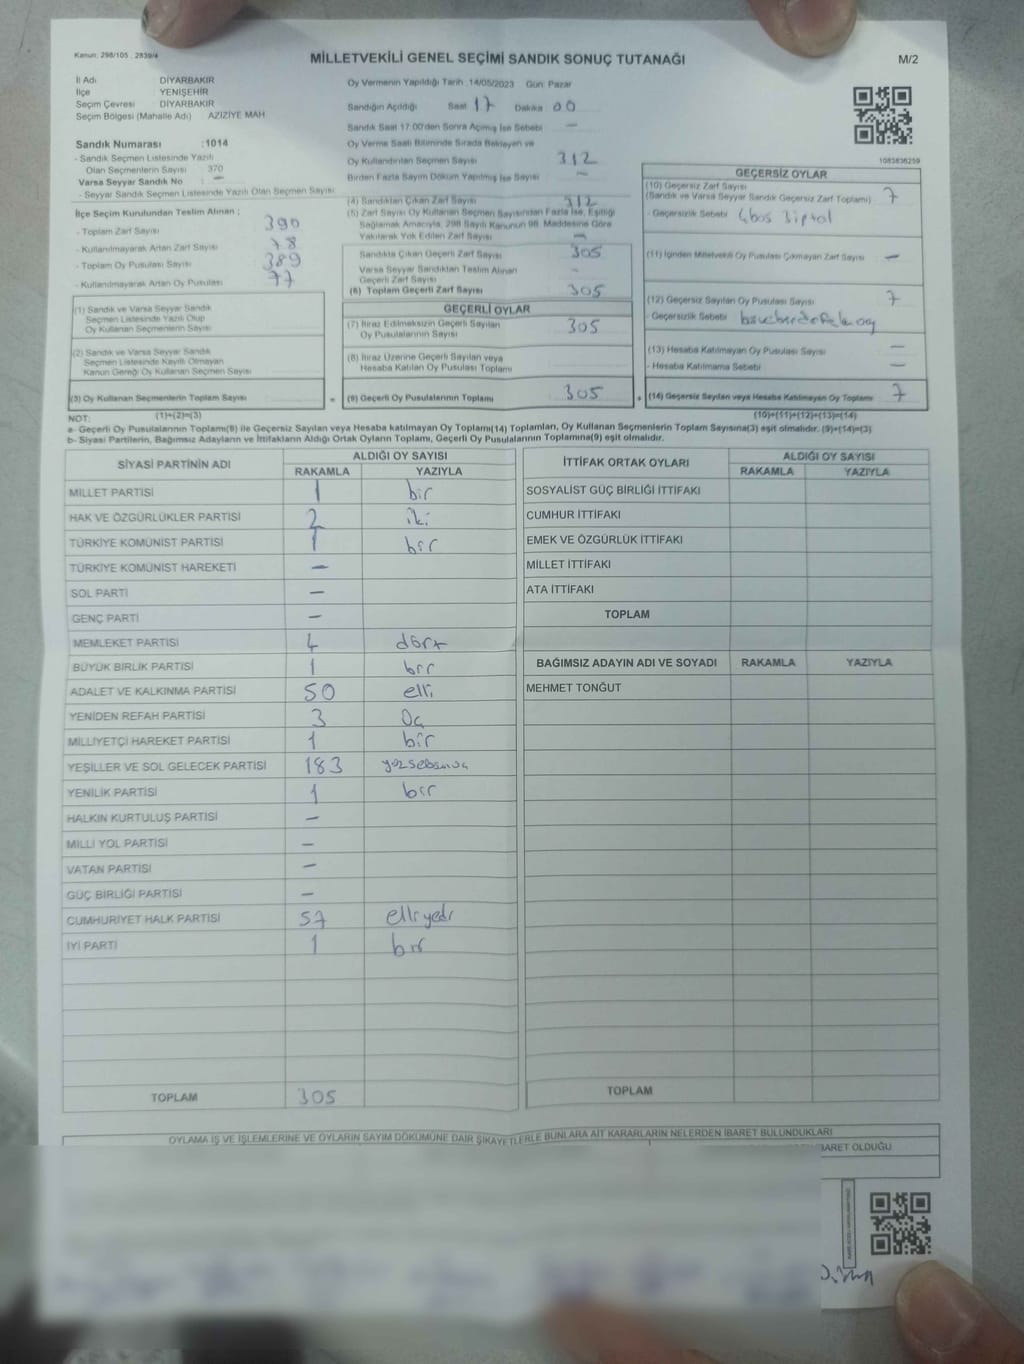 Kanun: 298/105 . 2839/4
MİLLETVEKİLİ GENEL SEÇİMİ SANDIK SONUÇ TUTANAĞI
M/2
İl Adı DİYARBAKIR
İlçe YENİŞEHİR
Seçim Çevresi DİYARBAKIR
Seçim Bölgesi (Mahalle Adı) AZİZİYE MAH
Oy Vermenin Yapıldığı Tarih :14/05/2023 Gün: Pazar
Sandığın Açıldığı Saat 17 Dakika 00
Sandık Saat 17:00'den Sonra Açımış İse Sebebi —
Oy Verme Saati Bitiminde Sırada Bekleyen ve
Oy Kullandırılan Seçmen Sayısı 312
Birden Fazla Sayım Döküm Yapılmış İse Sayısı —
Sandık Numarası :1014
- Sandık Seçmen Listesinde Yazılı
Olan Seçmenlerin Sayısı 370
Varsa Seyyar Sandık No : —
- Seyyar Sandık Seçmen Listesinde Yazılı Olan Seçmen Sayısı:
İlçe Seçim Kurulundan Teslim Alınan ;
- Toplam Zarf Sayısı 390
- Kullanılmayarak Artan Zarf Sayısı 78
- Toplam Oy Pusulası Sayısı 389
- Kullanılmayarak Artan Oy Pusulası 77
(1) Sandık ve Varsa Seyyar Sandık
Seçmen Listesinde Yazılı Olup
Oy Kullanan Seçmenlerin Sayısı
(2) Sandık ve Varsa Seyyar Sandık
Seçmen Listesinde Kayıtlı Olmayan
Kanun Gereği Oy Kullanan Seçmen Sayısı
(3) Oy Kullanan Seçmenlerin Toplam Sayısı =
(4) Sandıktan Çıkan Zarf Sayısı 312
(5) Zarf Sayısı Oy Kullanan Seçmen Sayısından Fazla İse, Eşitliği
Sağlamak Amacıyla, 298 Sayılı Kanunun 98. Maddesine Göre
Yakılarak Yok Edilen Zarf Sayısı —
Sandıkta Çıkan Geçerli Zarf Sayısı 305
Varsa Seyyar Sandıktan Teslim Alınan
Geçerli Zarf Sayısı -
(6) Toplam Geçerli Zarf Sayısı 305
GEÇERLİ OYLAR
(7) İtiraz Edilmeksizin Geçerli Sayılan
Oy Pusulalarının Sayısı 305
(8) İtiraz Üzerine Geçerli Sayılan veya
Hesaba Katılan Oy Pusulası Toplamı
(9) Geçerli Oy Pusulalarının Toplamı 305 +
1083836259
GEÇERSİZ OYLAR
(10) Geçersiz Zarf Sayısı
(Sandık ve Varsa Seyyar Sandık Geçersiz Zarf Toplamı) 7
- Geçersizlik Sebebi 4boş 3iptal
(11) İçinden Milletvekili Oy Pusulası Çıkmayan Zarf Sayısı —
(12) Geçersiz Sayılan Oy Pusulası Sayısı 7
- Geçersizlik Sebebi
(13) Hesaba Katılmayan Oy Pusulası Sayısı —
- Hesaba Katılmama Sebebi —
(14) Geçersiz Sayılan veya Hesaba Katılmayan Oy Toplamı 7
NOT: (1)+(2)=(3) (10)+(11)+(12)+(13)=(14)
a- Geçerli Oy Pusulalarının Toplamı(9) ile Geçersiz Sayılan veya Hesaba katılmayan Oy Toplamı(14) Toplamları, Oy Kullanan Seçmenlerin Toplam Sayısına(3) eşit olmalıdır. (9)+(14)=(3)
b- Siyasi Partilerin, Bağımsız Adayların ve İttifakların Aldığı Ortak Oyların Toplamı, Geçerli Oy Pusulalarının Toplamına(9) eşit olmalıdır.
SİYASİ PARTİNİN ADI ALDIĞI OY SAYISI
RAKAMLA YAZIYLA
MİLLET PARTİSİ 1 bir
HAK VE ÖZGÜRLÜKLER PARTİSİ 2 iki
TÜRKİYE KOMÜNİST PARTİSİ 1 bir
TÜRKİYE KOMÜNİST HAREKETİ —
SOL PARTİ —
GENÇ PARTİ —
MEMLEKET PARTİSİ 4 dört
BÜYÜK BİRLİK PARTİSİ 1 bir
ADALET VE KALKINMA PARTİSİ 50 elli
YENİDEN REFAH PARTİSİ 3 Üç
MİLLİYETÇİ HAREKET PARTİSİ 1 bir
YEŞİLLER VE SOL GELECEK PARTİSİ 183 yüzseksenüç
YENİLİK PARTİSİ 1 bir
HALKIN KURTULUŞ PARTİSİ —
MİLLİ YOL PARTİSİ —
VATAN PARTİSİ —
GÜÇ BİRLİĞİ PARTİSİ —
CUMHURİYET HALK PARTİSİ 57 elliyedi
İYİ PARTİ 1 bir
TOPLAM 305
İTTİFAK ORTAK OYLARI ALDIĞI OY SAYISI
RAKAMLA YAZIYLA
SOSYALİST GÜÇ BİRLİĞİ İTTİFAKI
CUMHUR İTTİFAKI
EMEK VE ÖZGÜRLÜK İTTİFAKI
MİLLET İTTİFAKI
ATA İTTİFAKI
TOPLAM
BAĞIMSIZ ADAYIN ADI VE SOYADI RAKAMLA YAZIYLA
MEHMET TONĞUT
TOPLAM
OYLAMA İŞ VE İŞLEMLERİNE VE OYLARIN SAYIM DÖKÜMÜNE DAİR ŞİKAYETLERLE BUNLARA AİT KARARLARIN NELERDEN İBARET BULUNDUKLARI
İBARET OLDUĞU